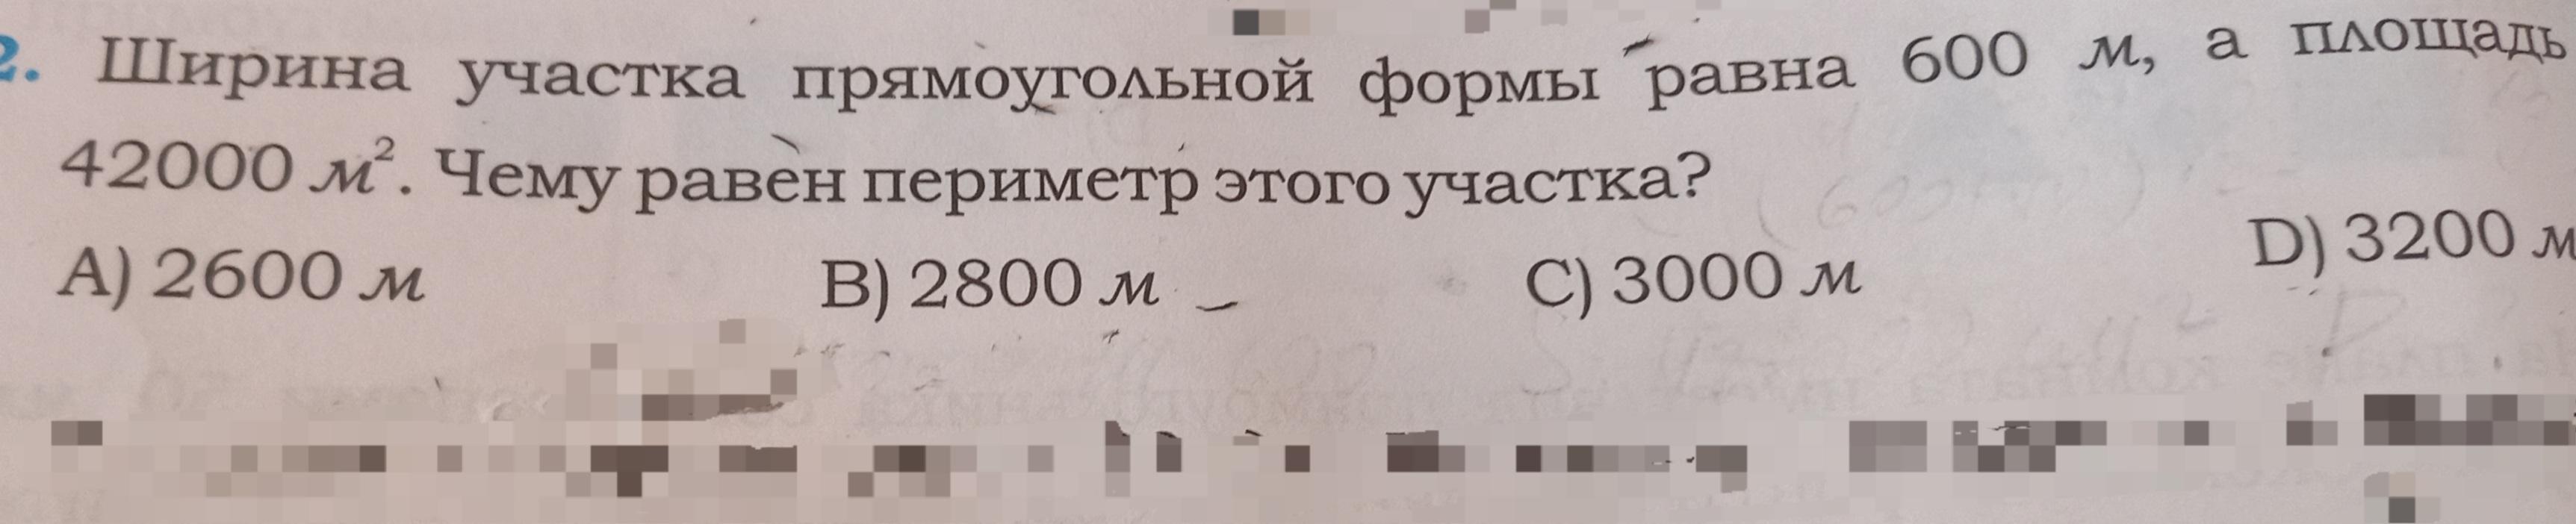 2. Ширина участка прямоугольной формы равна 600 м, а площадь
42000 м². Чему равен периметр этого участка?
A) 2600 м B) 2800 м C) 3000 м D) 3200 м